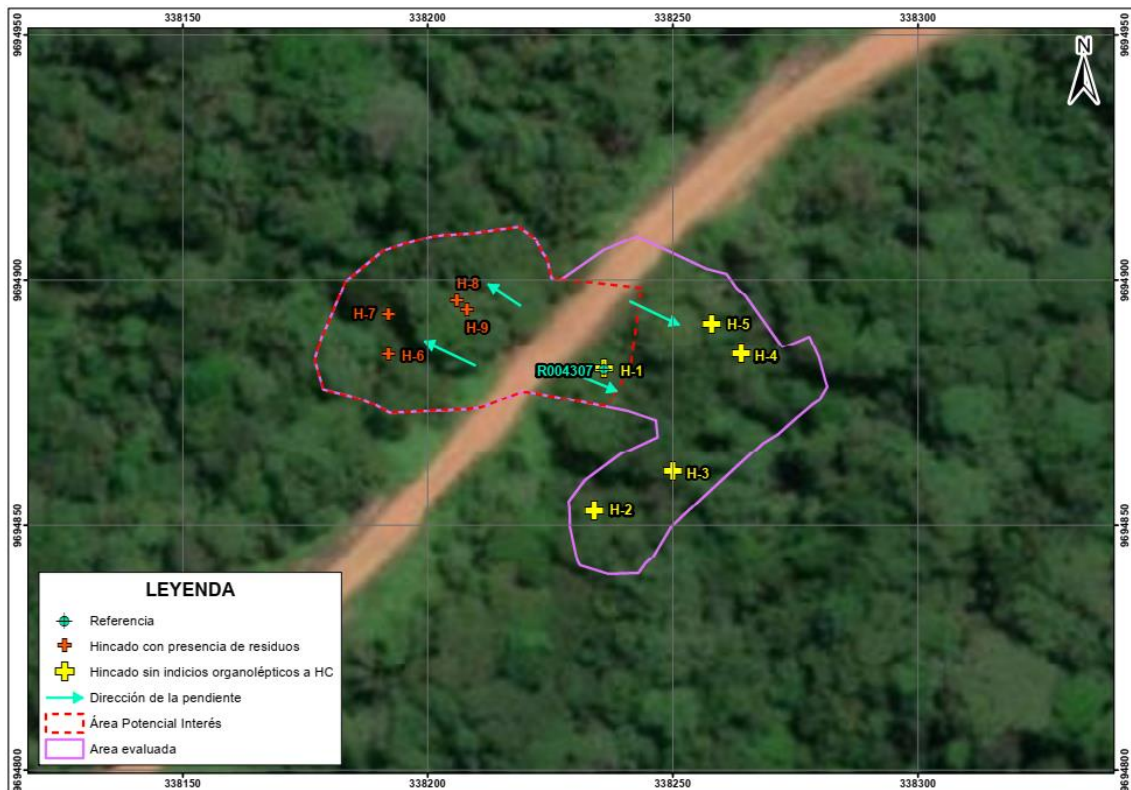 338150 338200 338250 338300
9694950 9694950
N
9694900 9694900
H-8
H-7
H-9
H-5
H-6
H-4
R004307 H-1
H-3
H-2
9694850 9694850
LEYENDA
Referencia
Hincado con presencia de residuos
Hincado sin indicios organolépticos a HC
Dirección de la pendiente
Área Potencial Interés
Area evaluada
9694800 9694800
338150 338200 338250 338300